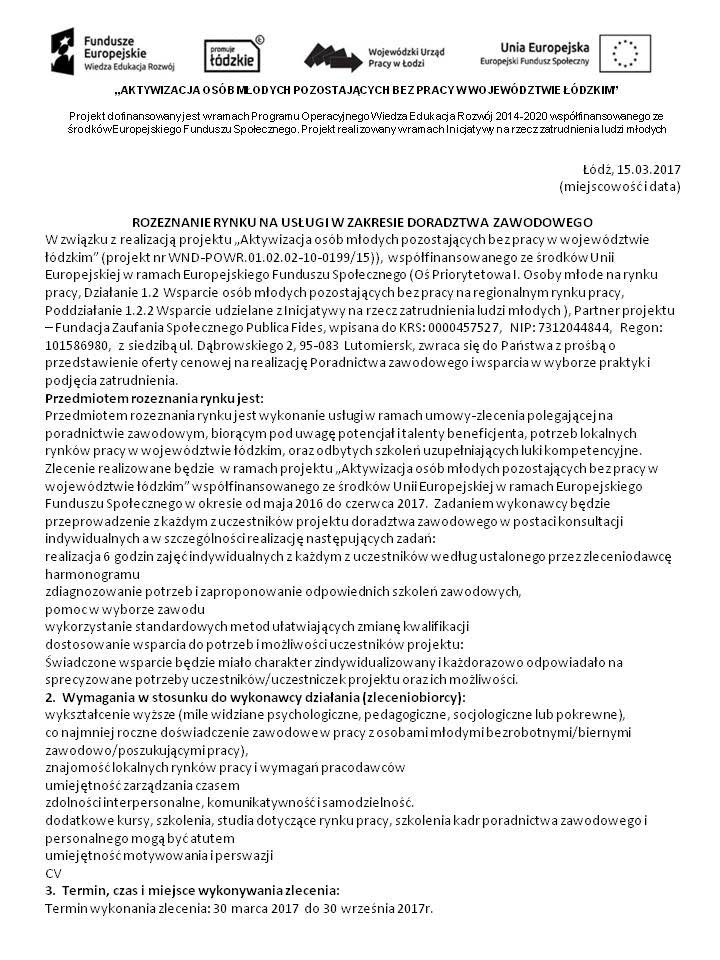 Fundusze
Europejskie
Wiedza Edukacja Rozwój
promuje
łódzkie
Wojewódzki Urząd
Pracy w Łodzi
Unia Europejska
Europejski Fundusz Społeczny
„AKTYWIZACJA OSÓB MŁODYCH POZOSTAJĄCYCH BEZ PRACY W WOJEWÓDZTWIE ŁÓDZKIM”
Projekt dofinansowany jest w ramach Programu Operacyjnego Wiedza Edukacja Rozwój 2014-2020 współfinansowanego ze
środków Europejskiego Funduszu Społecznego. Projekt realizowany w ramach Inicjatywy na rzecz zatrudnienia ludzi młodych
Łódź, 15.03.2017
(miejscowość i data)
ROZEZNANIE RYNKU NA USŁUGI W ZAKRESIE DORADZTWA ZAWODOWEGO
W związku z realizacją projektu „Aktywizacja osób młodych pozostających bez pracy w województwie
łódzkim” (projekt nr WND-POWR.01.02.02-10-0199/15)), współfinansowanego ze środków Unii
Europejskiej w ramach Europejskiego Funduszu Społecznego (Oś Priorytetowa I. Osoby młode na rynku
pracy, Działanie 1.2 Wsparcie osób młodych pozostających bez pracy na regionalnym rynku pracy,
Poddziałanie 1.2.2 Wsparcie udzielane z Inicjatywy na rzecz zatrudnienia ludzi młodych ), Partner projektu
– Fundacja Zaufania Społecznego Publica Fides, wpisana do KRS: 0000457527, NIP: 7312044844, Regon:
101586980, z siedzibą ul. Dąbrowskiego 2, 95-083 Lutomiersk, zwraca się do Państwa z prośbą o
przedstawienie oferty cenowej na realizację Poradnictwa zawodowego i wsparcia w wyborze praktyk i
podjęcia zatrudnienia.
Przedmiotem rozeznania rynku jest:
Przedmiotem rozeznania rynku jest wykonanie usługi w ramach umowy-zlecenia polegającej na
poradnictwie zawodowym, biorącym pod uwagę potencjał i talenty beneficjenta, potrzeb lokalnych
rynków pracy w województwie łódzkim, oraz odbytych szkoleń uzupełniających luki kompetencyjne.
Zlecenie realizowane będzie w ramach projektu „Aktywizacja osób młodych pozostających bez pracy w
województwie łódzkim” współfinansowanego ze środków Unii Europejskiej w ramach Europejskiego
Funduszu Społecznego w okresie od maja 2016 do czerwca 2017. Zadaniem wykonawcy będzie
przeprowadzenie z każdym z uczestników projektu doradztwa zawodowego w postaci konsultacji
indywidualnych a w szczególności realizację następujących zadań:
realizacja 6 godzin zajęć indywidualnych z każdym z uczestników według ustalonego przez zleceniodawcę
harmonogramu
zdiagnozowanie potrzeb i zaproponowanie odpowiednich szkoleń zawodowych,
pomoc w wyborze zawodu
wykorzystanie standardowych metod ułatwiających zmianę kwalifikacji
dostosowanie wsparcia do potrzeb i możliwości uczestników projektu:
Świadczone wsparcie będzie miało charakter zindywidualizowany i każdorazowo odpowiadało na
sprecyzowane potrzeby uczestników/uczestniczek projektu oraz ich możliwości.
2. Wymagania w stosunku do wykonawcy działania (zleceniobiorcy):
wykształcenie wyższe (mile widziane psychologiczne, pedagogiczne, socjologiczne lub pokrewne),
co najmniej roczne doświadczenie zawodowe w pracy z osobami młodymi bezrobotnymi/biernymi
zawodowo/poszukującymi pracy),
znajomość lokalnych rynków pracy i wymagań pracodawców
umiejętność zarządzania czasem
zdolności interpersonalne, komunikatywność i samodzielność.
dodatkowe kursy, szkolenia, studia dotyczące rynku pracy, szkolenia kadr poradnictwa zawodowego i
personalnego mogą być atutem
umiejętność motywowania i perswazji
CV
3. Termin, czas i miejsce wykonywania zlecenia:
Termin wykonania zlecenia: 30 marca 2017 do 30 września 2017r.